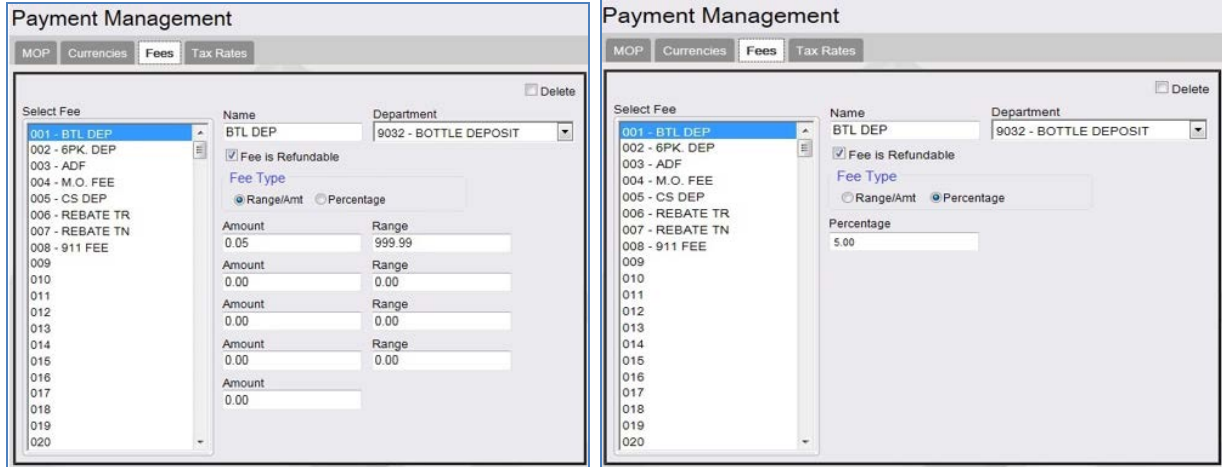 Payment Management
MOP Currencies Fees Tax Rates
Delete
Select Fee
001 - BTL DEP
002 - 6PK. DEP
003 - ADF
004 - M.O. FEE
005 - CS DEP
006 - REBATE TR
007 - REBATE TN
008 - 911 FEE
009
010
011
012
013
014
015
016
017
018
019
020
Name Department
BTL DEP 9032 - BOTTLE DEPOSIT
Fee is Refundable
Fee Type
Range/Amt Percentage
Amount Range
0.05 999.99
Amount Range
0.00 0.00
Amount Range
0.00 0.00
Amount Range
0.00 0.00
Amount
0.00
Payment Management
MOP Currencies Fees Tax Rates
Delete
Select Fee
001 - BTL DEP
002 - 6PK. DEP
003 - ADF
004 - M.O. FEE
005 - CS DEP
006 - REBATE TR
007 - REBATE TN
008 - 911 FEE
009
010
011
012
013
014
015
016
017
018
019
020
Name Department
BTL DEP 9032 - BOTTLE DEPOSIT
Fee is Refundable
Fee Type
Range/Amt Percentage
Percentage
5.00